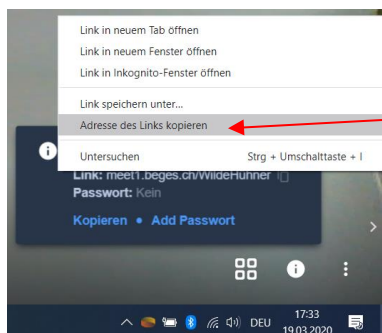 Link in neuem Tab öffnen
Link in neuem Fenster öffnen
Link in Inkognito-Fenster öffnen
Link speichern unter...
Adresse des Links kopieren
Untersuchen Strg + Umschalttaste + I
Link: meet1.beges.ch/WildeHühner
Passwort: Kein
Kopieren • Add Passwort
DEU
17:33
19.03.2020